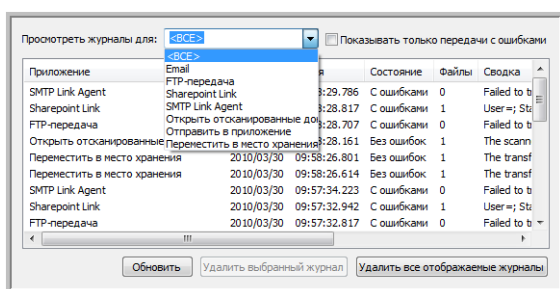 Просмотреть журналы для: <ВСЕ> Показывать только передачи с ошибками
<ВСЕ>
Email
FTP-передача
Sharepoint Link
SMTP Link Agent
Открыть отсканированные до
Отправить в приложение
Переместить в место хранения
Приложение Состояние Файлы Сводка
SMTP Link Agent :29.786 С ошибками 0 Failed to t
Sharepoint Link :28.817 С ошибками 1 User=; Sta
FTP-передача :28.707 С ошибками 0 Failed to t
Открыть отсканированные :28.161 Без ошибок 1 The scann
Переместить в место хранения 2010/03/30 09:58:26.801 Без ошибок 1 The transf
Переместить в место хранения 2010/03/30 09:58:26.614 Без ошибок 1 The transf
SMTP Link Agent 2010/03/30 09:57:34.223 С ошибками 0 Failed to t
Sharepoint Link 2010/03/30 09:57:32.942 С ошибками 1 User=; Sta
FTP-передача 2010/03/30 09:57:32.817 С ошибками 0 Failed to t
Обновить Удалить выбранный журнал Удалить все отображаемые журналы